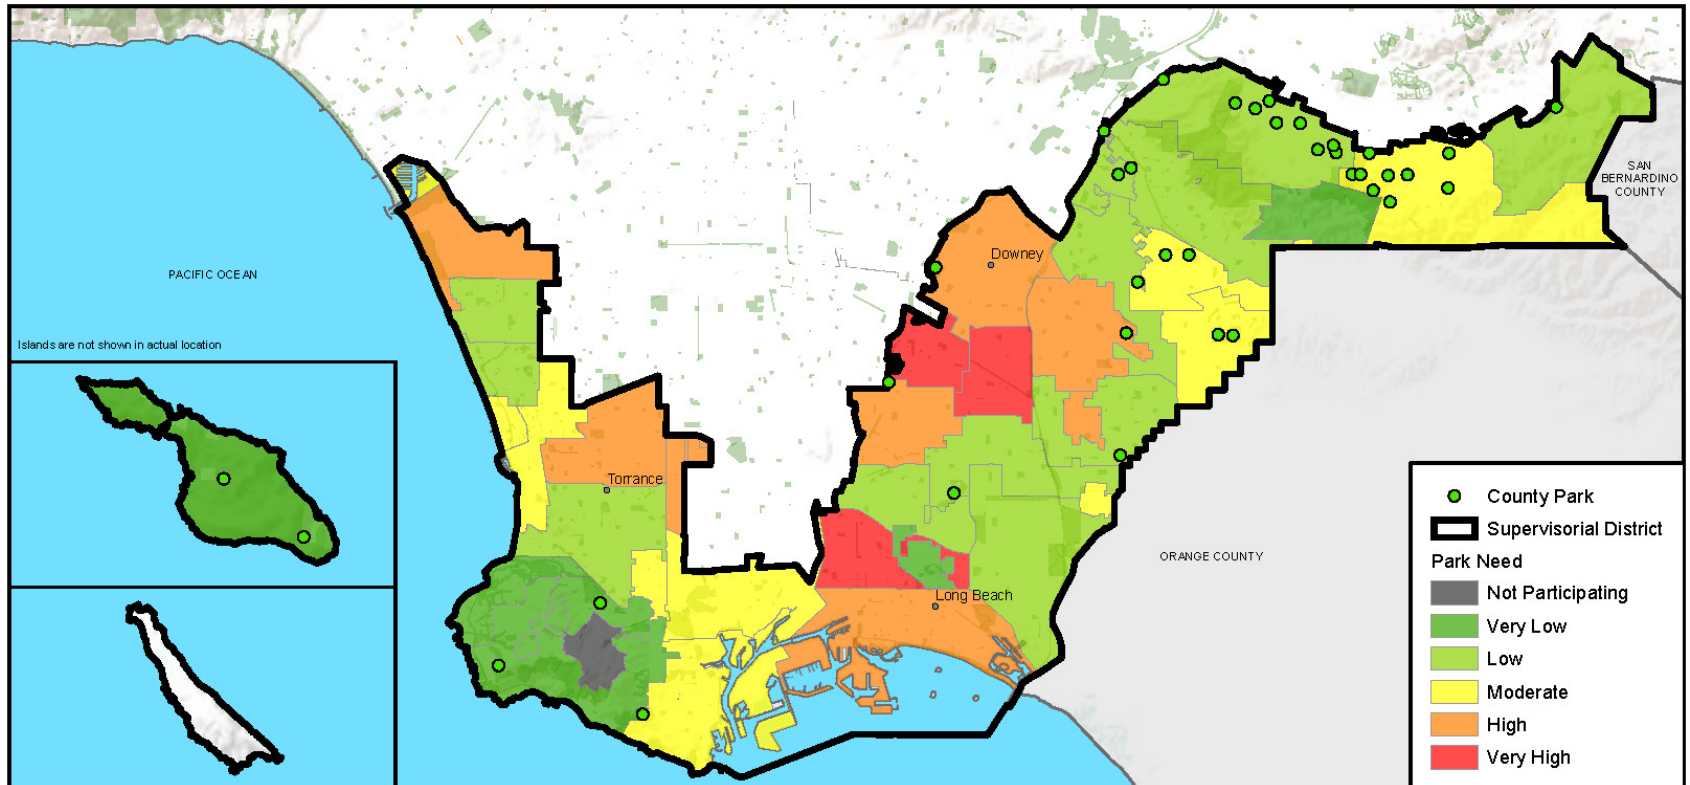 SAN
BERNARDINO
COUNTY
Downey
PACIFIC OCEAN
Islands are not shown in actual location
Torrance
ORANGE COUNTY
Long Beach
County Park
Supervisorial District
Park Need
Not Participating
Very Low
Low
Moderate
High
Very High